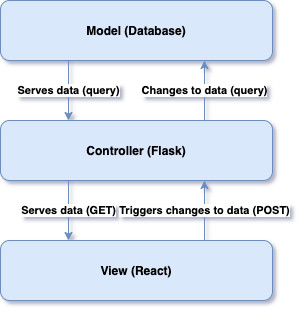 Model (Database)
Serves data (query)
Changes to data (query)
Controller (Flask)
Serves data (GET)
Triggers changes to data (POST)
View (React)